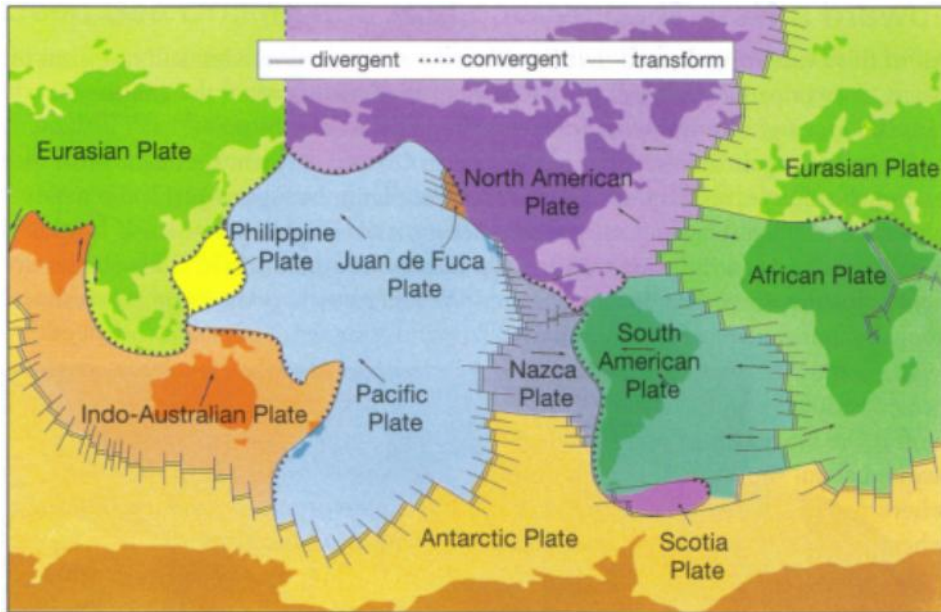 divergent convergent transform
Eurasian Plate
North American
Plate
Eurasian Plate
Philippine
Plate
Juan de Fuca
Plate
African Plate
South
American
Plate
Nazca
Plate
Pacific
Plate
Indo-Australian Plate
Antarctic Plate
Scotia
Plate